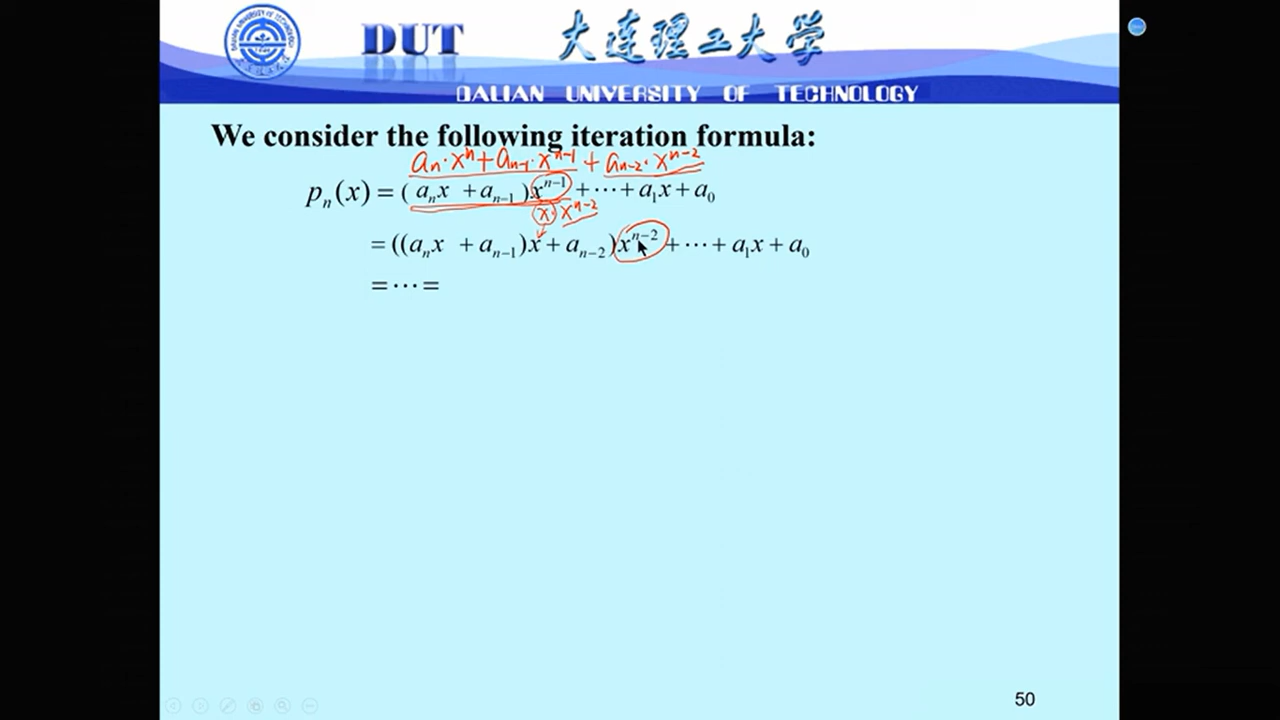 DUT 大连理工大学
DALIAN UNIVERSITY OF TECHNOLOGY
We consider the following iteration formula:
aₙ·xⁿ+aₙ₋₁·xⁿ⁻¹ + aₙ₋₂·xⁿ⁻²
pₙ(x) = (aₙx + aₙ₋₁)xⁿ⁻¹ + ⋯ + a₁x + a₀
x·xⁿ⁻²
= ((aₙx + aₙ₋₁)x + aₙ₋₂)xⁿ⁻² + ⋯ + a₁x + a₀
= ⋯ =
50